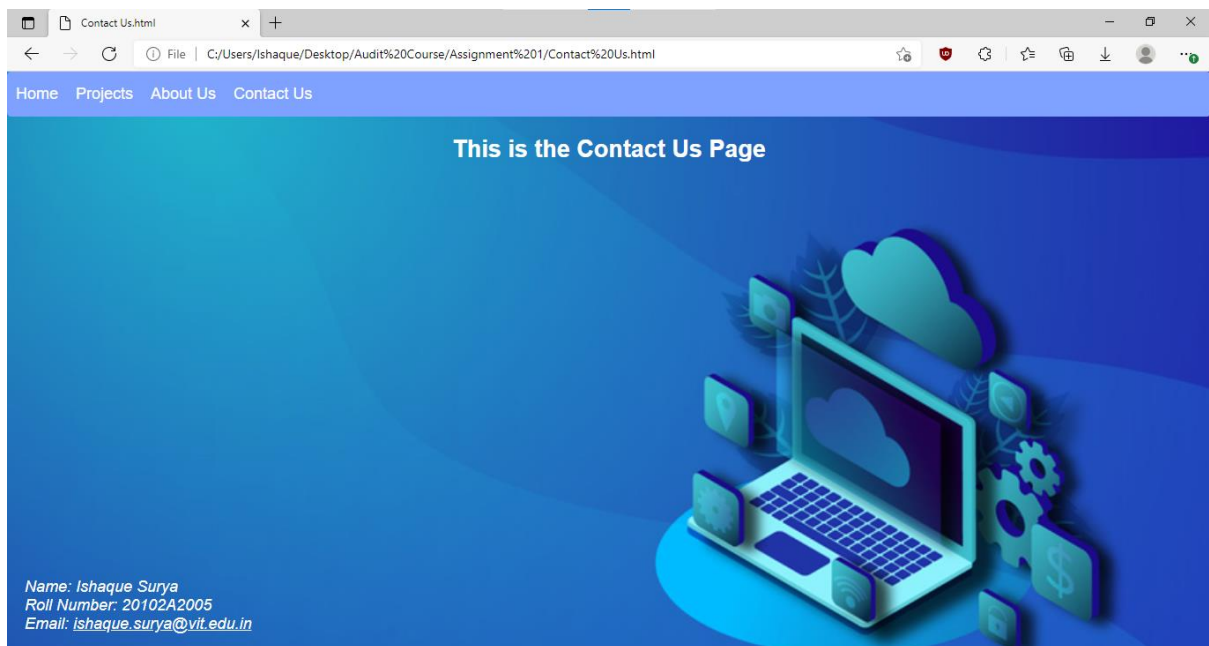 Contact Us.html
File | C:/Users/Ishaque/Desktop/Audit%20Course/Assignment%201/Contact%20Us.html
Home Projects About Us Contact Us
This is the Contact Us Page
$
Name: Ishaque Surya
Roll Number: 20102A2005
Email: ishaque.surya@vit.edu.in